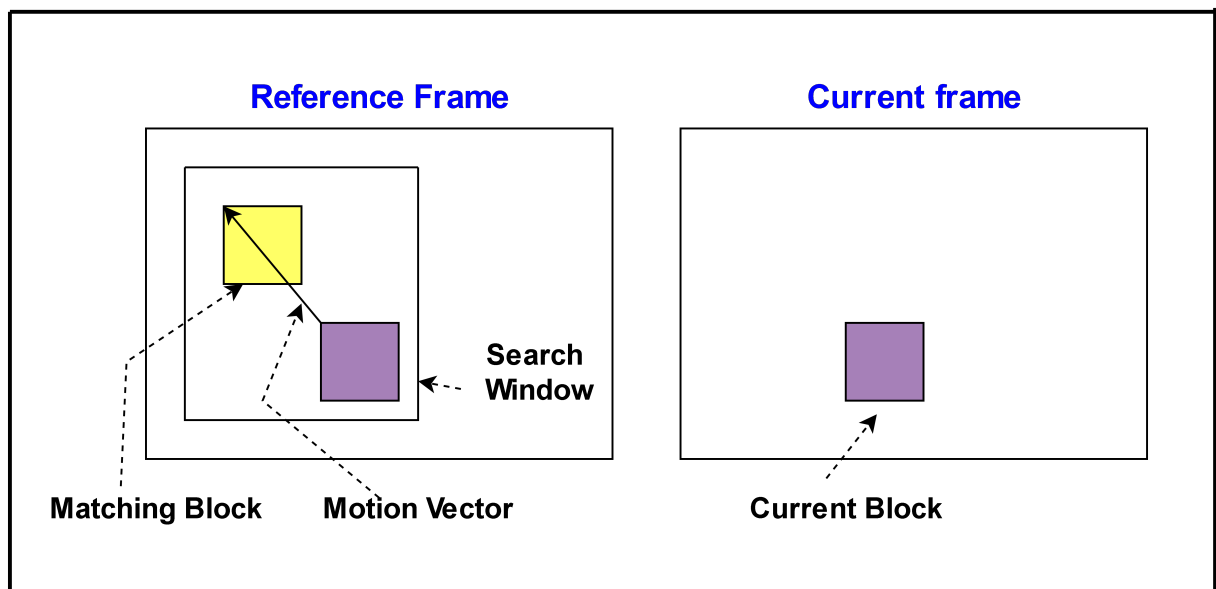 Reference Frame
Current frame
Search
Window
Matching Block
Motion Vector
Current Block